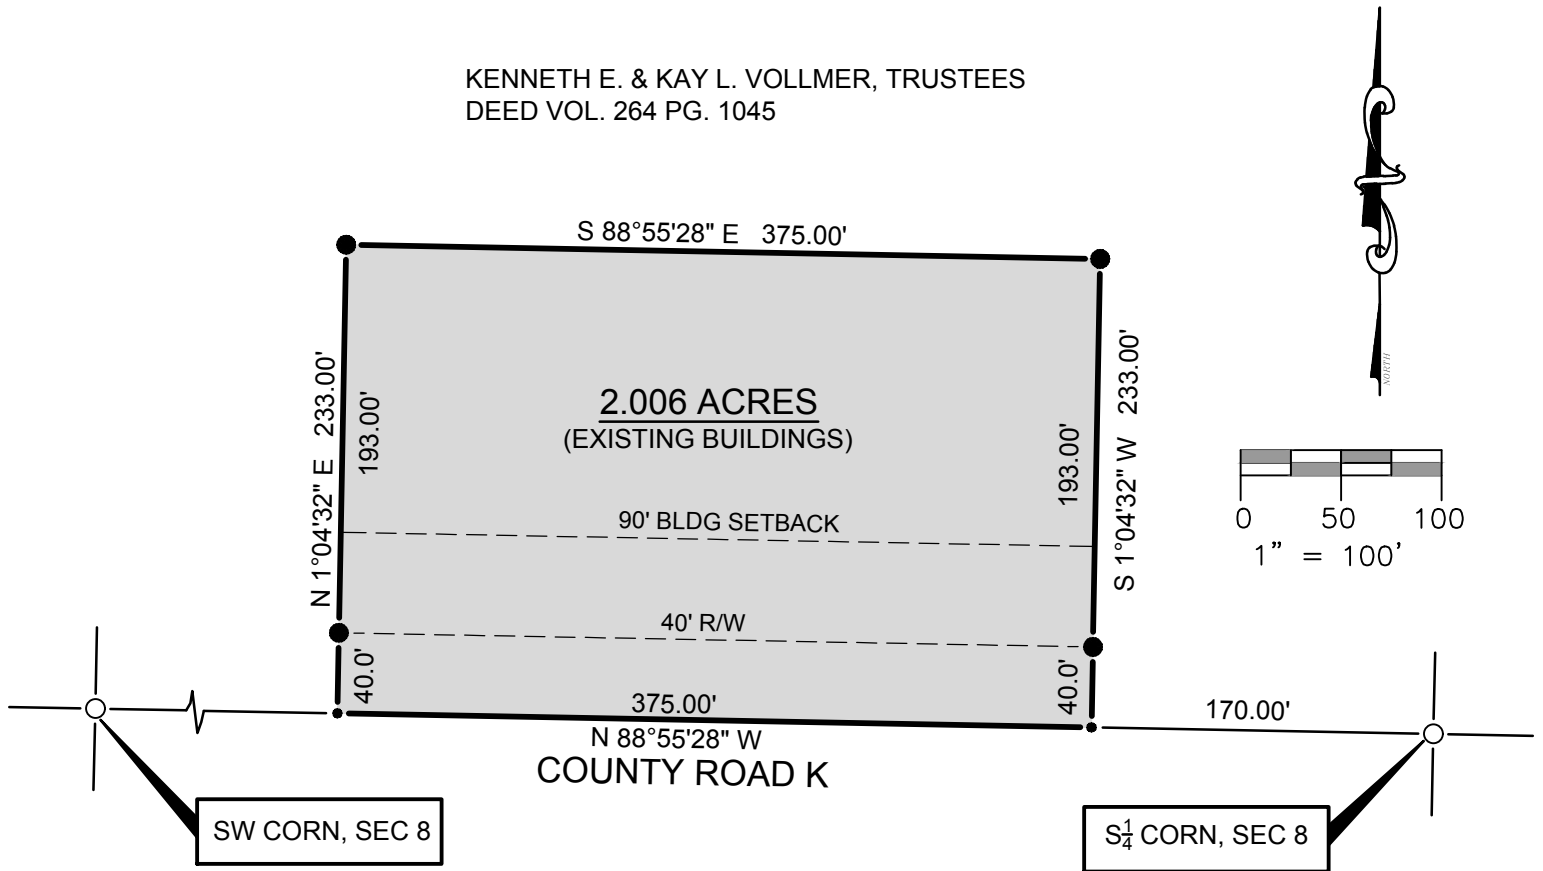 KENNETH E. & KAY L. VOLLMER, TRUSTEES
DEED VOL. 264 PG. 1045
S 88°55'28" E 375.00'
N 1°04'32" E 233.00'
193.00'
2.006 ACRES
(EXISTING BUILDINGS)
193.00'
S 1°04'32" W 233.00'
NORTH
0 50 100
1” = 100’
90' BLDG SETBACK
40' R/W
40.0'
40.0'
375.00'
170.00'
N 88°55'28" W
COUNTY ROAD K
SW CORN, SEC 8
S1/4 CORN, SEC 8